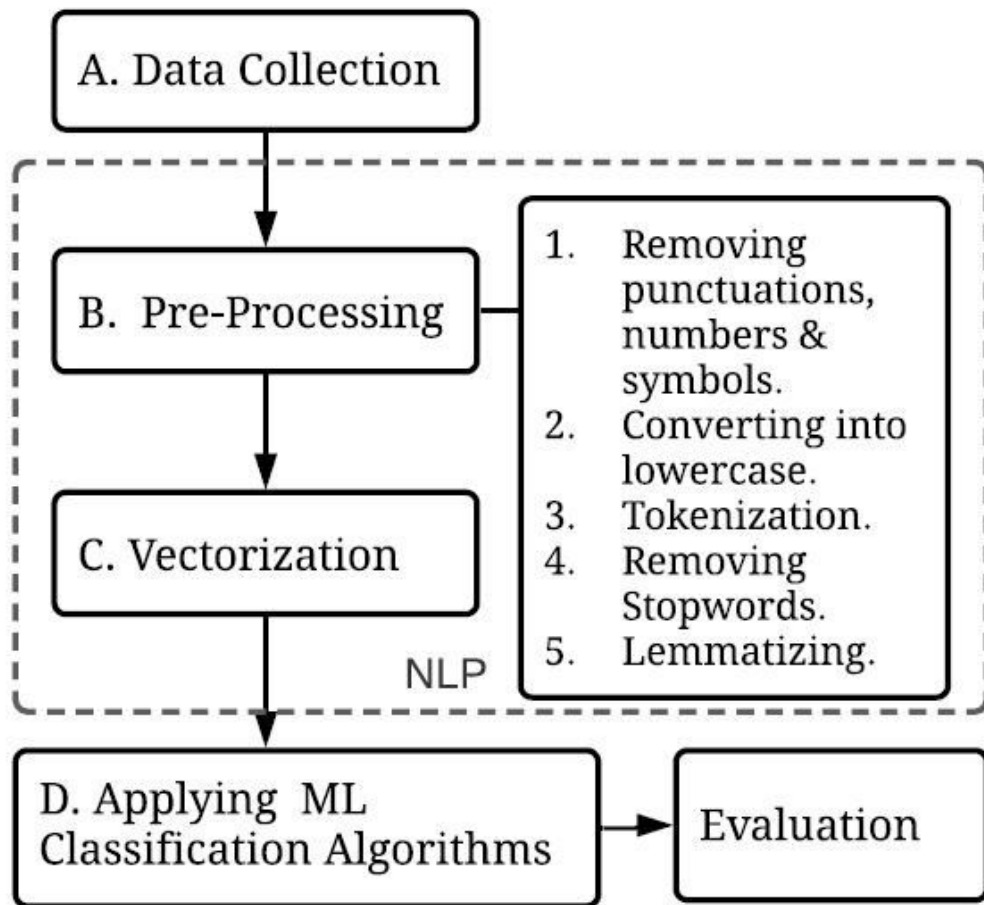 A. Data Collection
B. Pre-Processing
1. Removing
punctuations,
numbers &
symbols.
2. Converting into
lowercase.
3. Tokenization.
4. Removing
Stopwords.
5. Lemmatizing.
C. Vectorization
NLP
D. Applying ML
Classification Algorithms
Evaluation